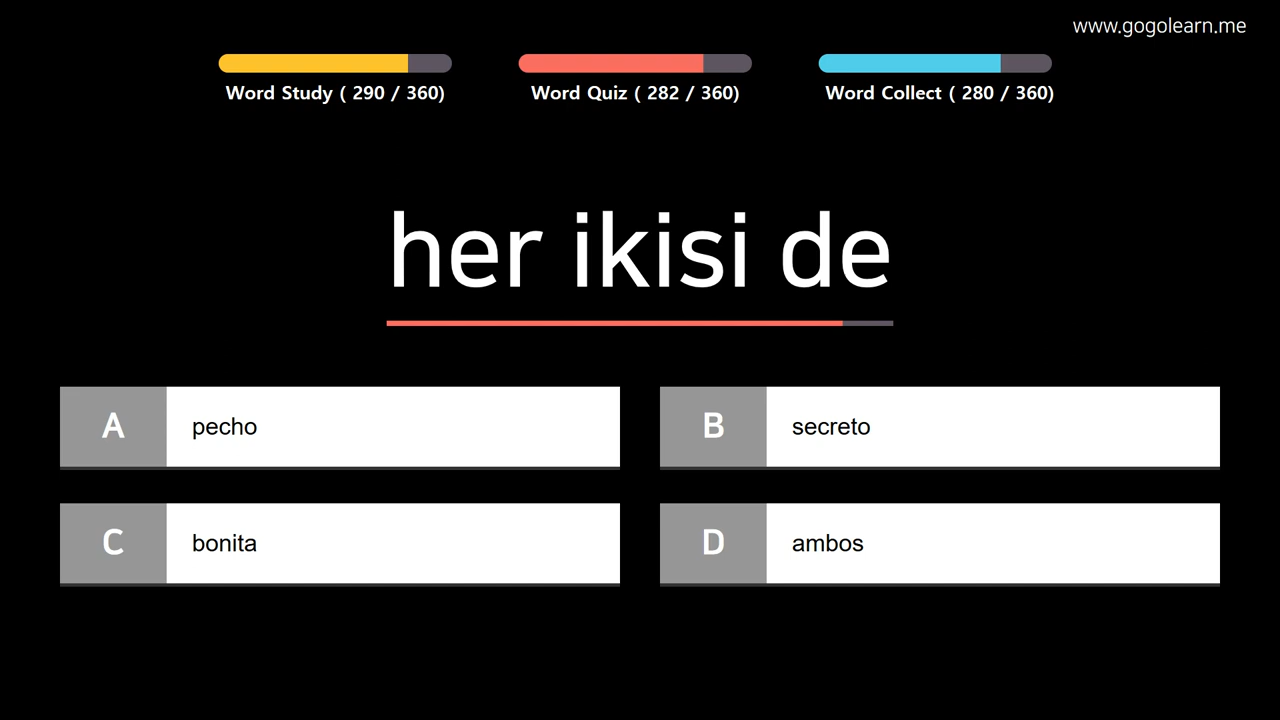 www.gogolearn.me
Word Study ( 290 / 360)
Word Quiz ( 282 / 360)
Word Collect ( 280 / 360)
her ikisi de
A pecho
B secreto
C bonita
D ambos